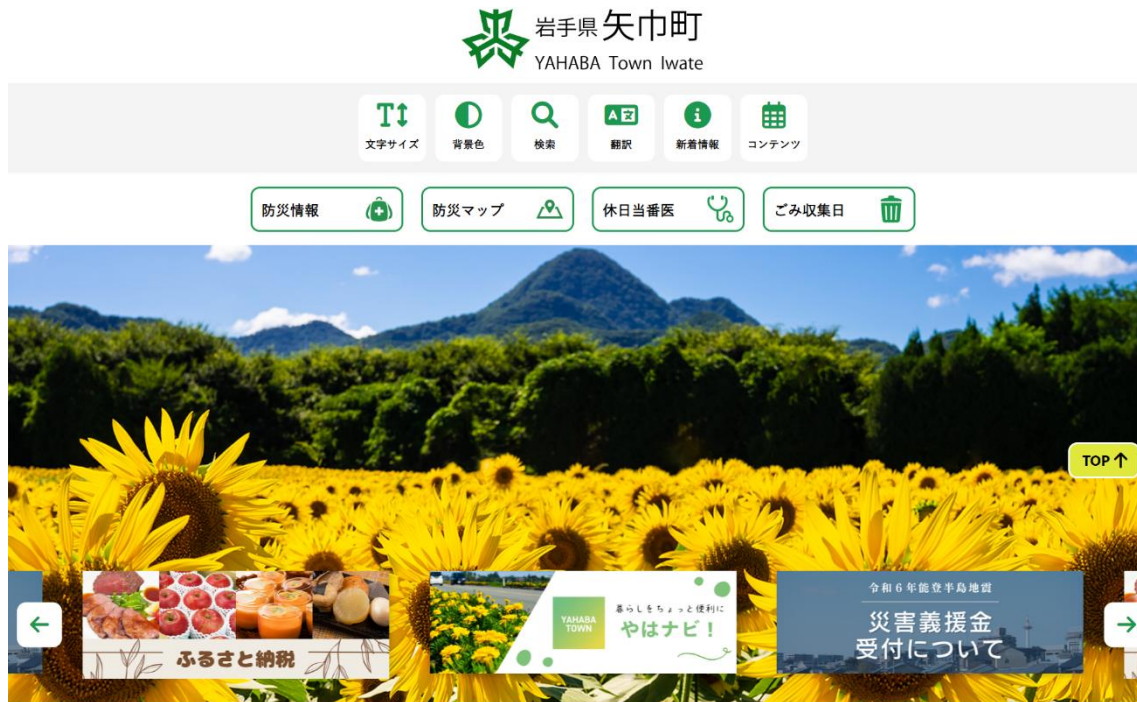 岩手県 矢巾町
YAHABA Town Iwate
文字サイズ
背景色
検索
翻訳
新着情報
コンテンツ
防災情報
防災マップ
休日当番医
ごみ収集日
TOP
ふるさと納税
YAHABA
TOWN
暮らしをちょっと便利に
やはナビ！
令和6年能登半島地震
災害義援金
受付について